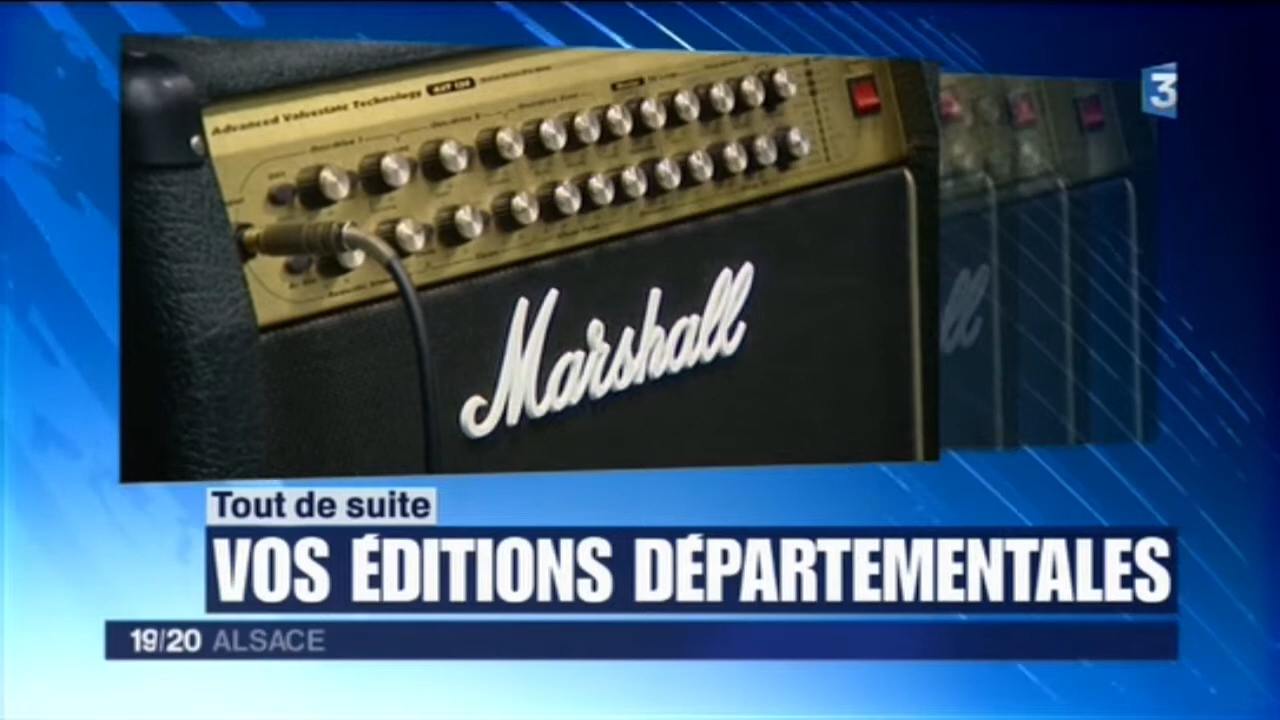 Advanced Valvestate Technology
3
Marshall
Tout de suite
VOS ÉDITIONS DÉPARTEMENTALES
19/20 ALSACE